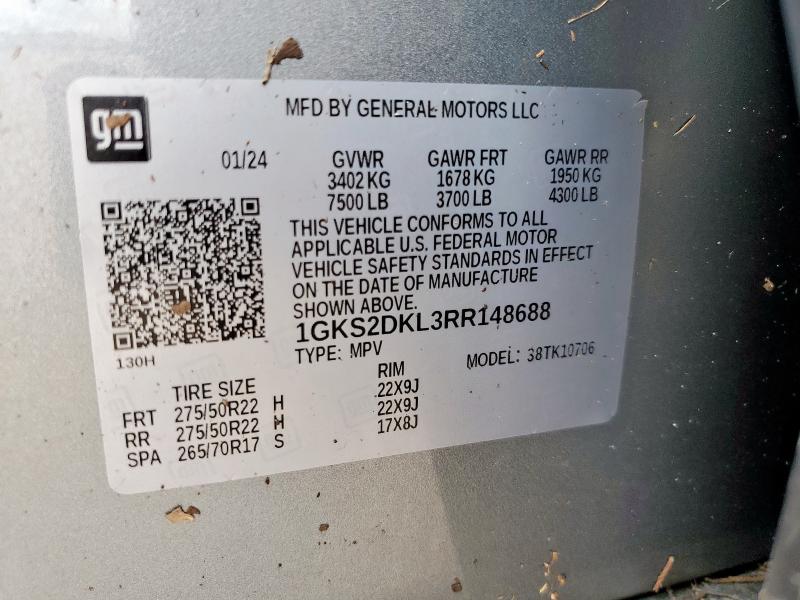 gm
MFD BY GENERAL MOTORS LLC
01/24 GVWR GAWR FRT GAWR RR
3402 KG 1678 KG 1950 KG
7500 LB 3700 LB 4300 LB
THIS VEHICLE CONFORMS TO ALL
APPLICABLE U.S. FEDERAL MOTOR
VEHICLE SAFETY STANDARDS IN EFFECT
ON THE DATE OF MANUFACTURE
SHOWN ABOVE.
1GKS2DKL3RR148688
130H
TYPE: MPV MODEL: 38TK10706
TIRE SIZE RIM
FRT 275/50R22 H 22X9J
RR 275/50R22 H 22X9J
SPA 265/70R17 S 17X8J